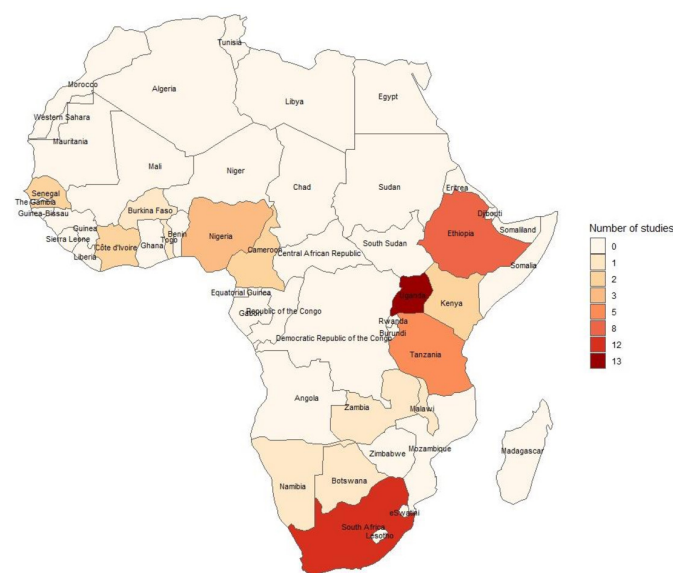 Tunisia
Morocco
Algeria
Libya
Egypt
Western Sahara
Mauritania
Mali
Niger
Chad
Sudan
Eritrea
Senegal
The Gambia
Guinea-Bissau
Burkina Faso
Djibouti
Guinea
Benin
Nigeria
Ethiopia
Somaliland
Sierra Leone
Côte d'Ivoire
Ghana
Togo
Cameroon
Central African Republic
South Sudan
Liberia
Somalia
Equatorial Guinea
Uganda
Kenya
Gabon
Republic of the Congo
Rwanda
Democratic Republic of the Congo
Burundi
Tanzania
Angola
Zambia
Malawi
Zimbabwe
Mozambique
Madagascar
Namibia
Botswana
eSwatini
South Africa
Lesotho
Number of studies
0
1
2
3
5
8
12
13